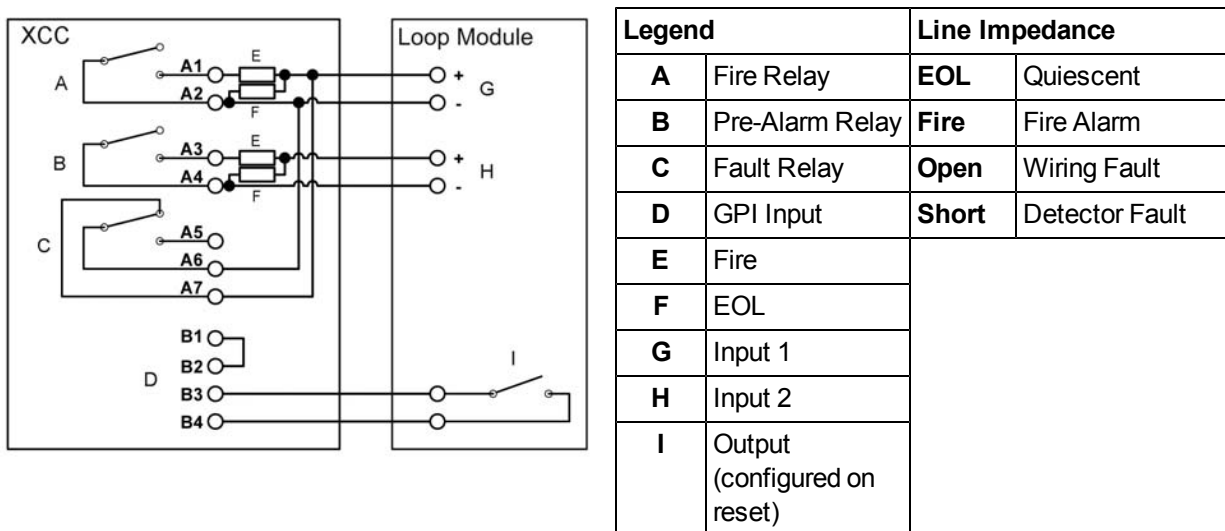 XCC
Loop Module
A
A1
A2
E
F
+
-
G
B
A3
A4
E
F
+
-
H
C
A5
A6
A7
D
B1
B2
B3
B4
I
Legend Line Impedance
A Fire Relay EOL Quiescent
B Pre-Alarm Relay Fire Fire Alarm
C Fault Relay Open Wiring Fault
D GPI Input Short Detector Fault
E Fire
F EOL
G Input 1
H Input 2
I Output
(configured on
reset)